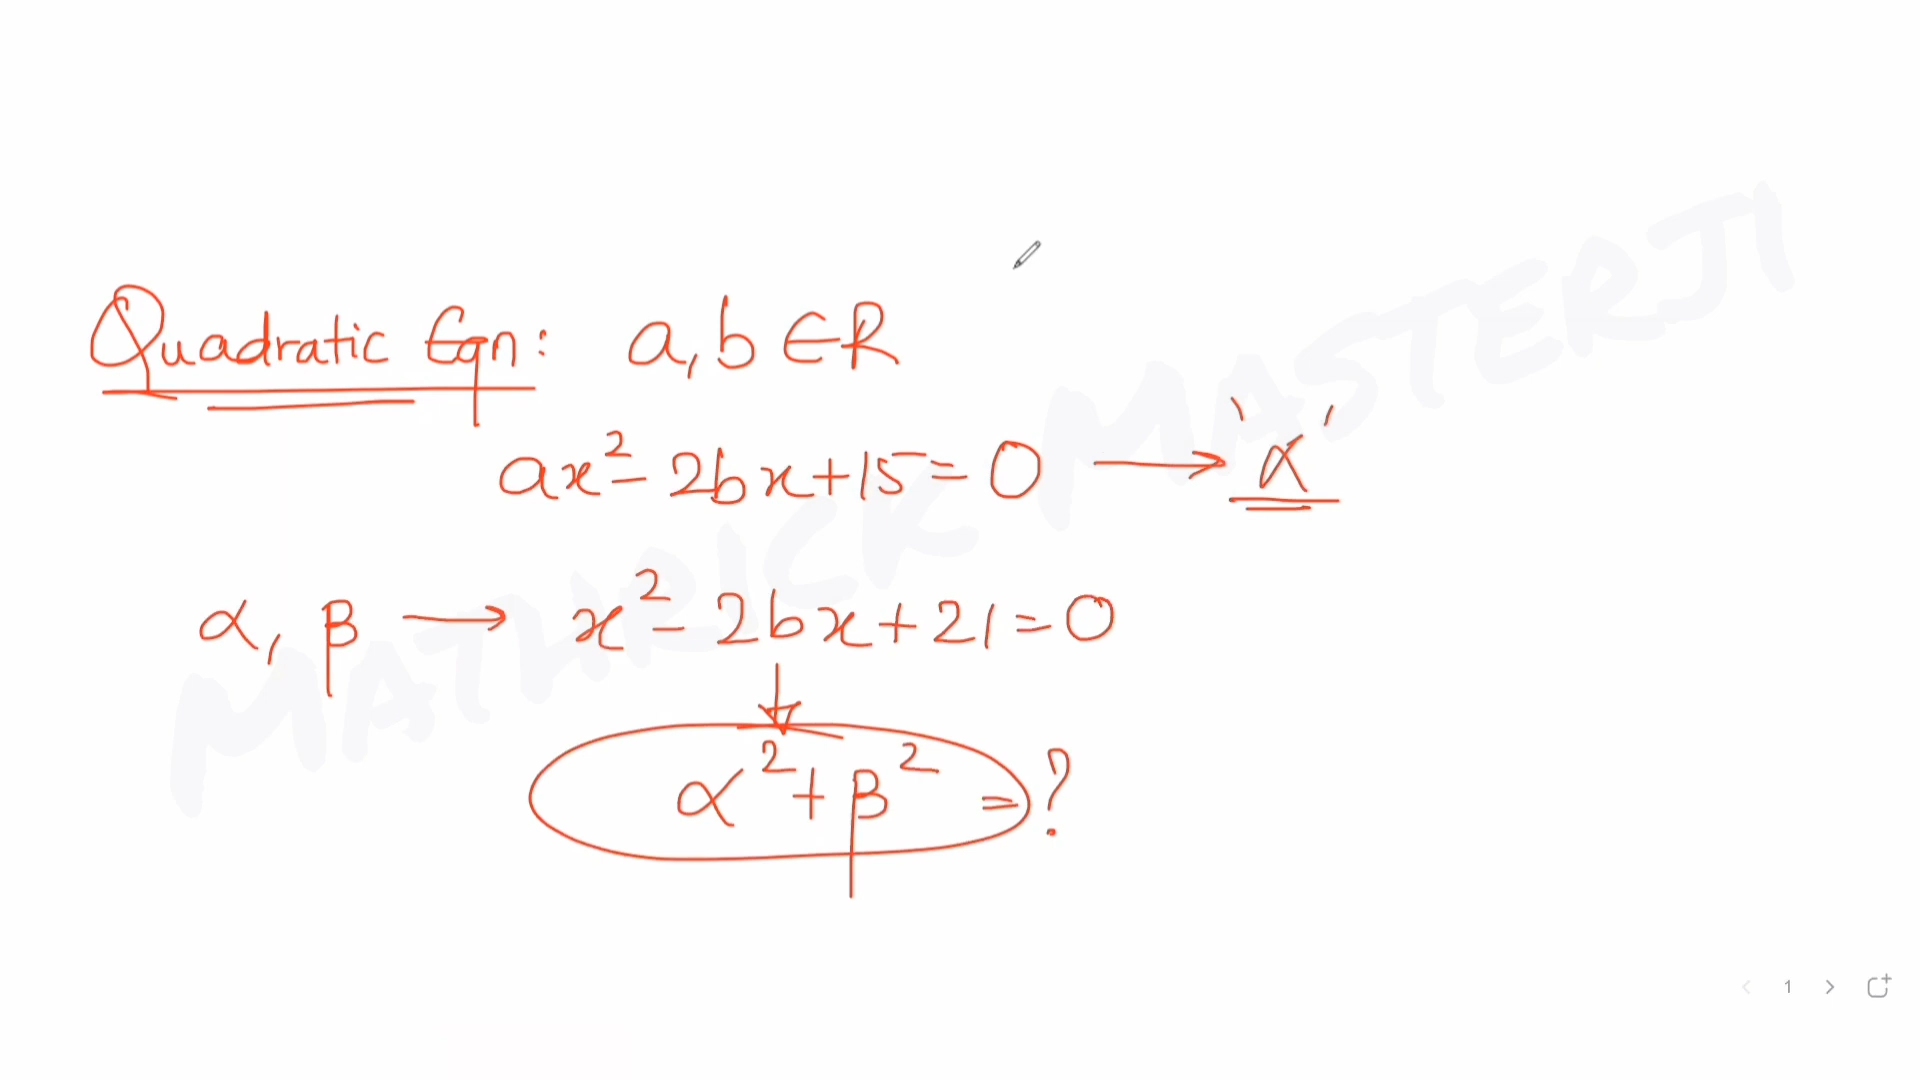 Quadratic Eqn: a, b ∈ R
ax² - 2bx + 15 = 0 → 'α'
α, β → x² - 2bx + 21 = 0
↓
α² + β² = ?
MATHRICK MASTERJI
1